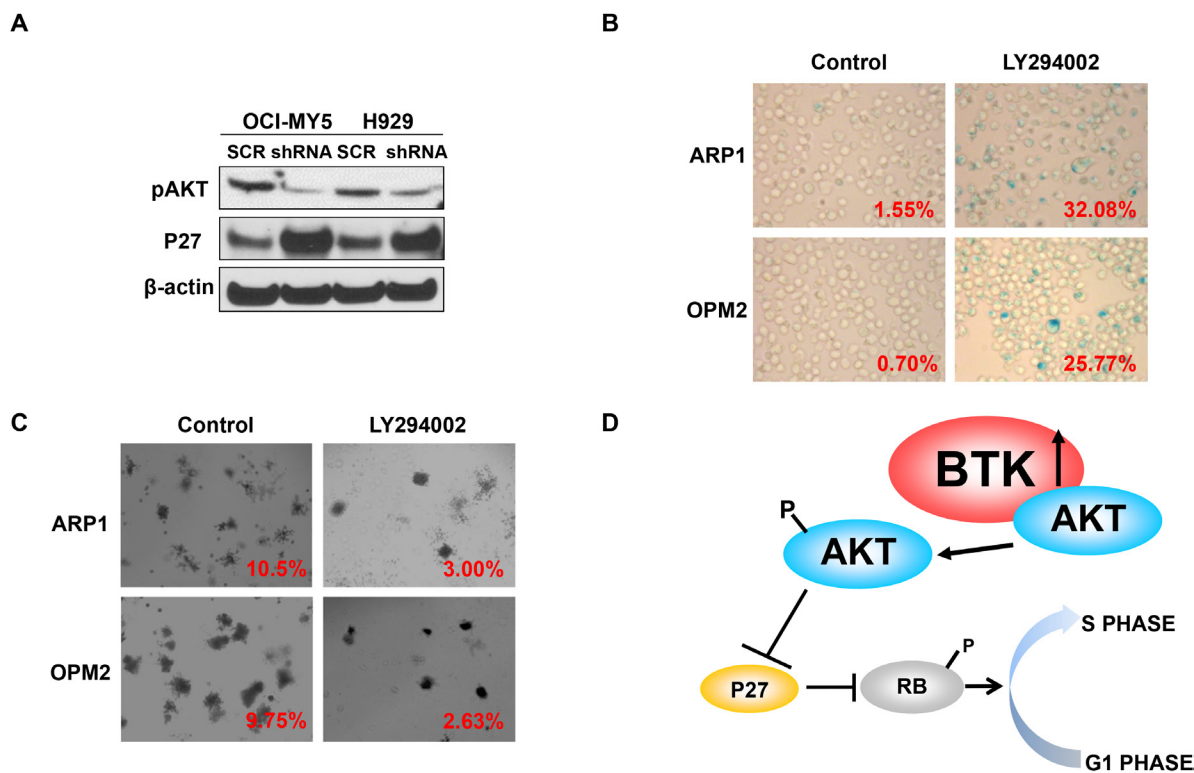 A
OCI-MY5 H929
SCR shRNA SCR shRNA
pAKT
P27
β-actin
B
Control LY294002
ARP1
1.55% 32.08%
OPM2
0.70% 25.77%
C
Control LY294002
ARP1
10.5% 3.00%
OPM2
9.75% 2.63%
D
BTK
AKT
P
AKT
S PHASE
P
P27
RB
G1 PHASE